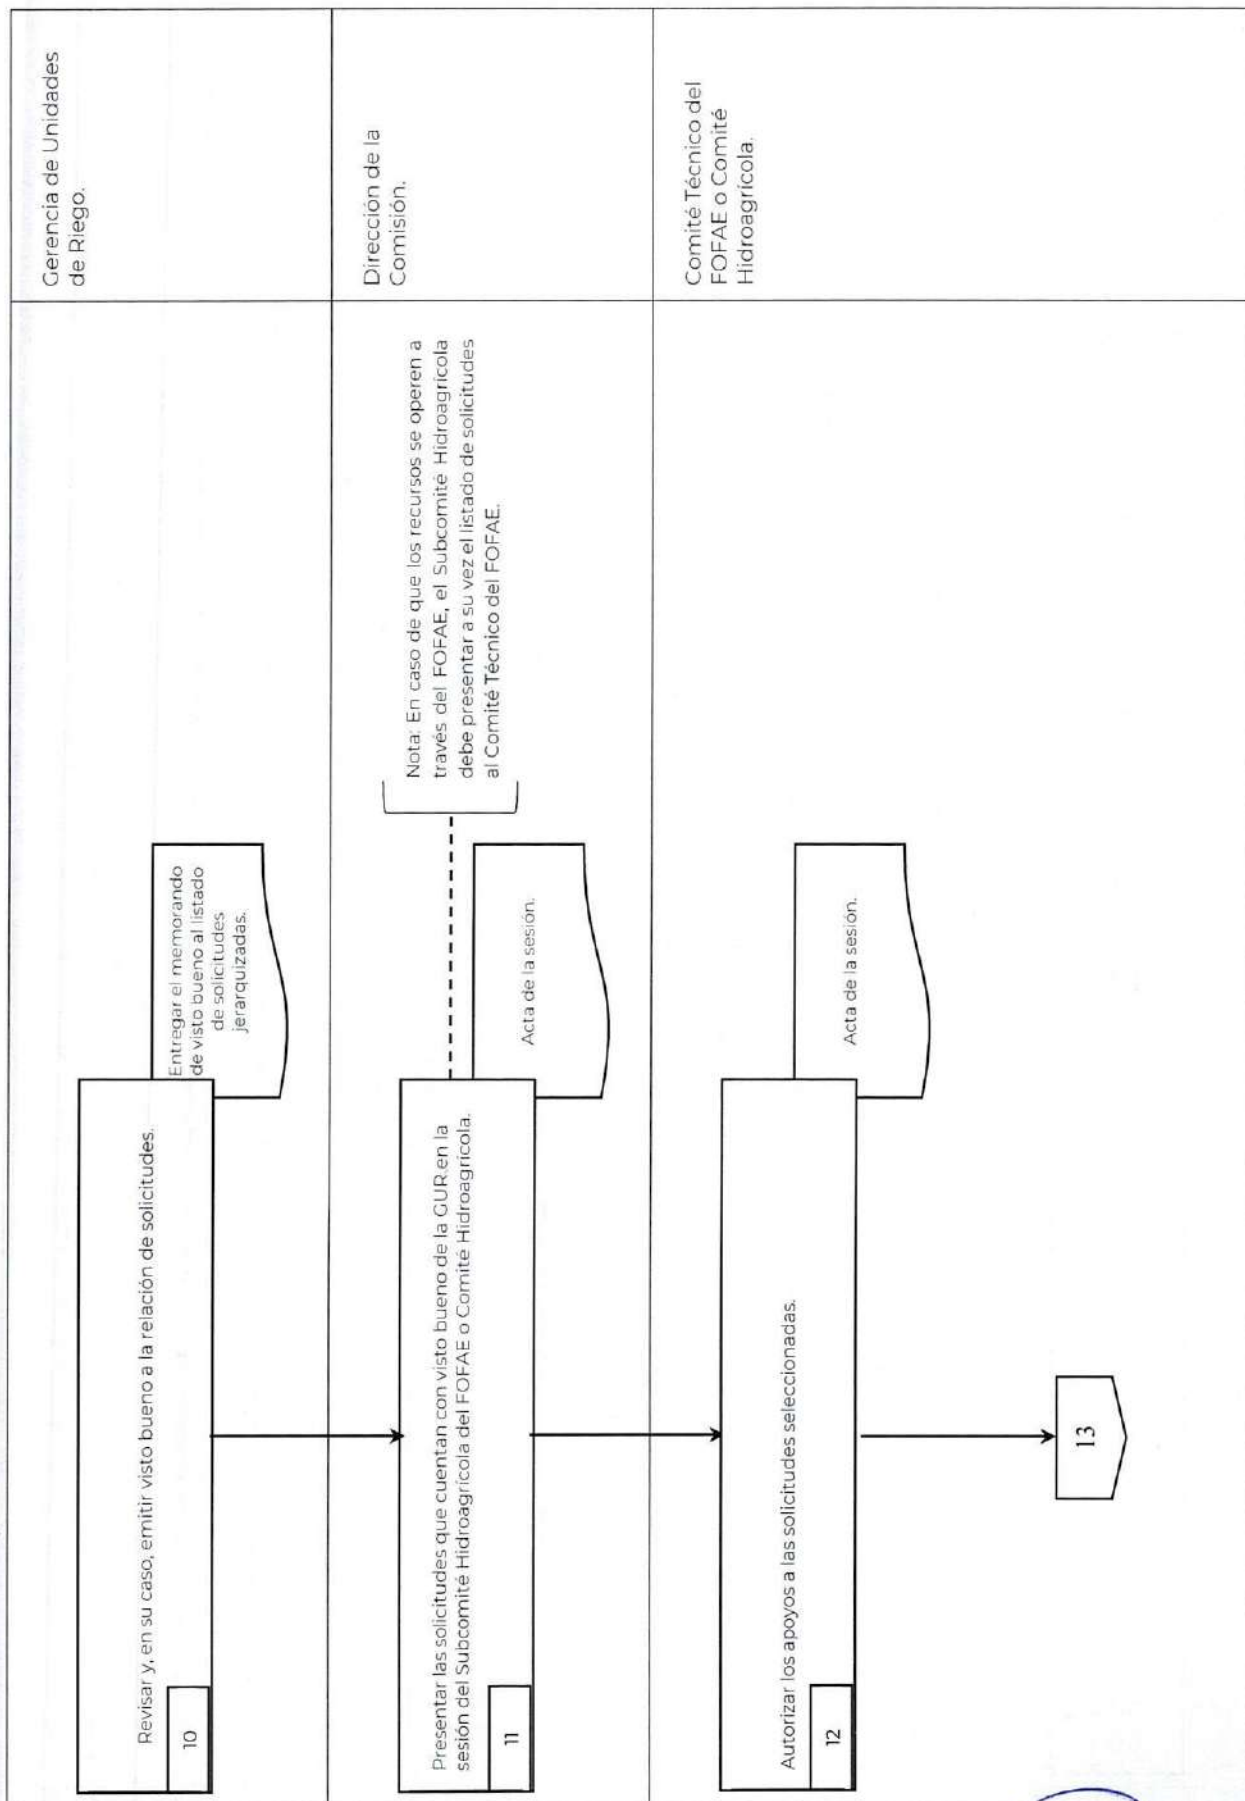 Revisar y, en su caso, emitir visto bueno a la relación de solicitudes.
10
Entregar el memorando
de visto bueno al listado
de solicitudes
jerarquizadas.
Gerencia de Unidades
de Riego.
Presentar las solicitudes que cuentan con visto bueno de la GUR.en la
sesión del Subcomité Hidroagrícola del FOFAE o Comité Hidroagrícola.
11
Acta de la sesión.
Nota: En caso de que los recursos se operen a
través del FOFAE, el Subcomité Hidroagrícola
debe presentar a su vez el listado de solicitudes
al Comité Técnico del FOFAE.
Dirección de la
Comisión.
Autorizar los apoyos a las solicitudes seleccionadas.
12
Acta de la sesión.
Comité Técnico del
FOFAE o Comité
Hidroagrícola.
13